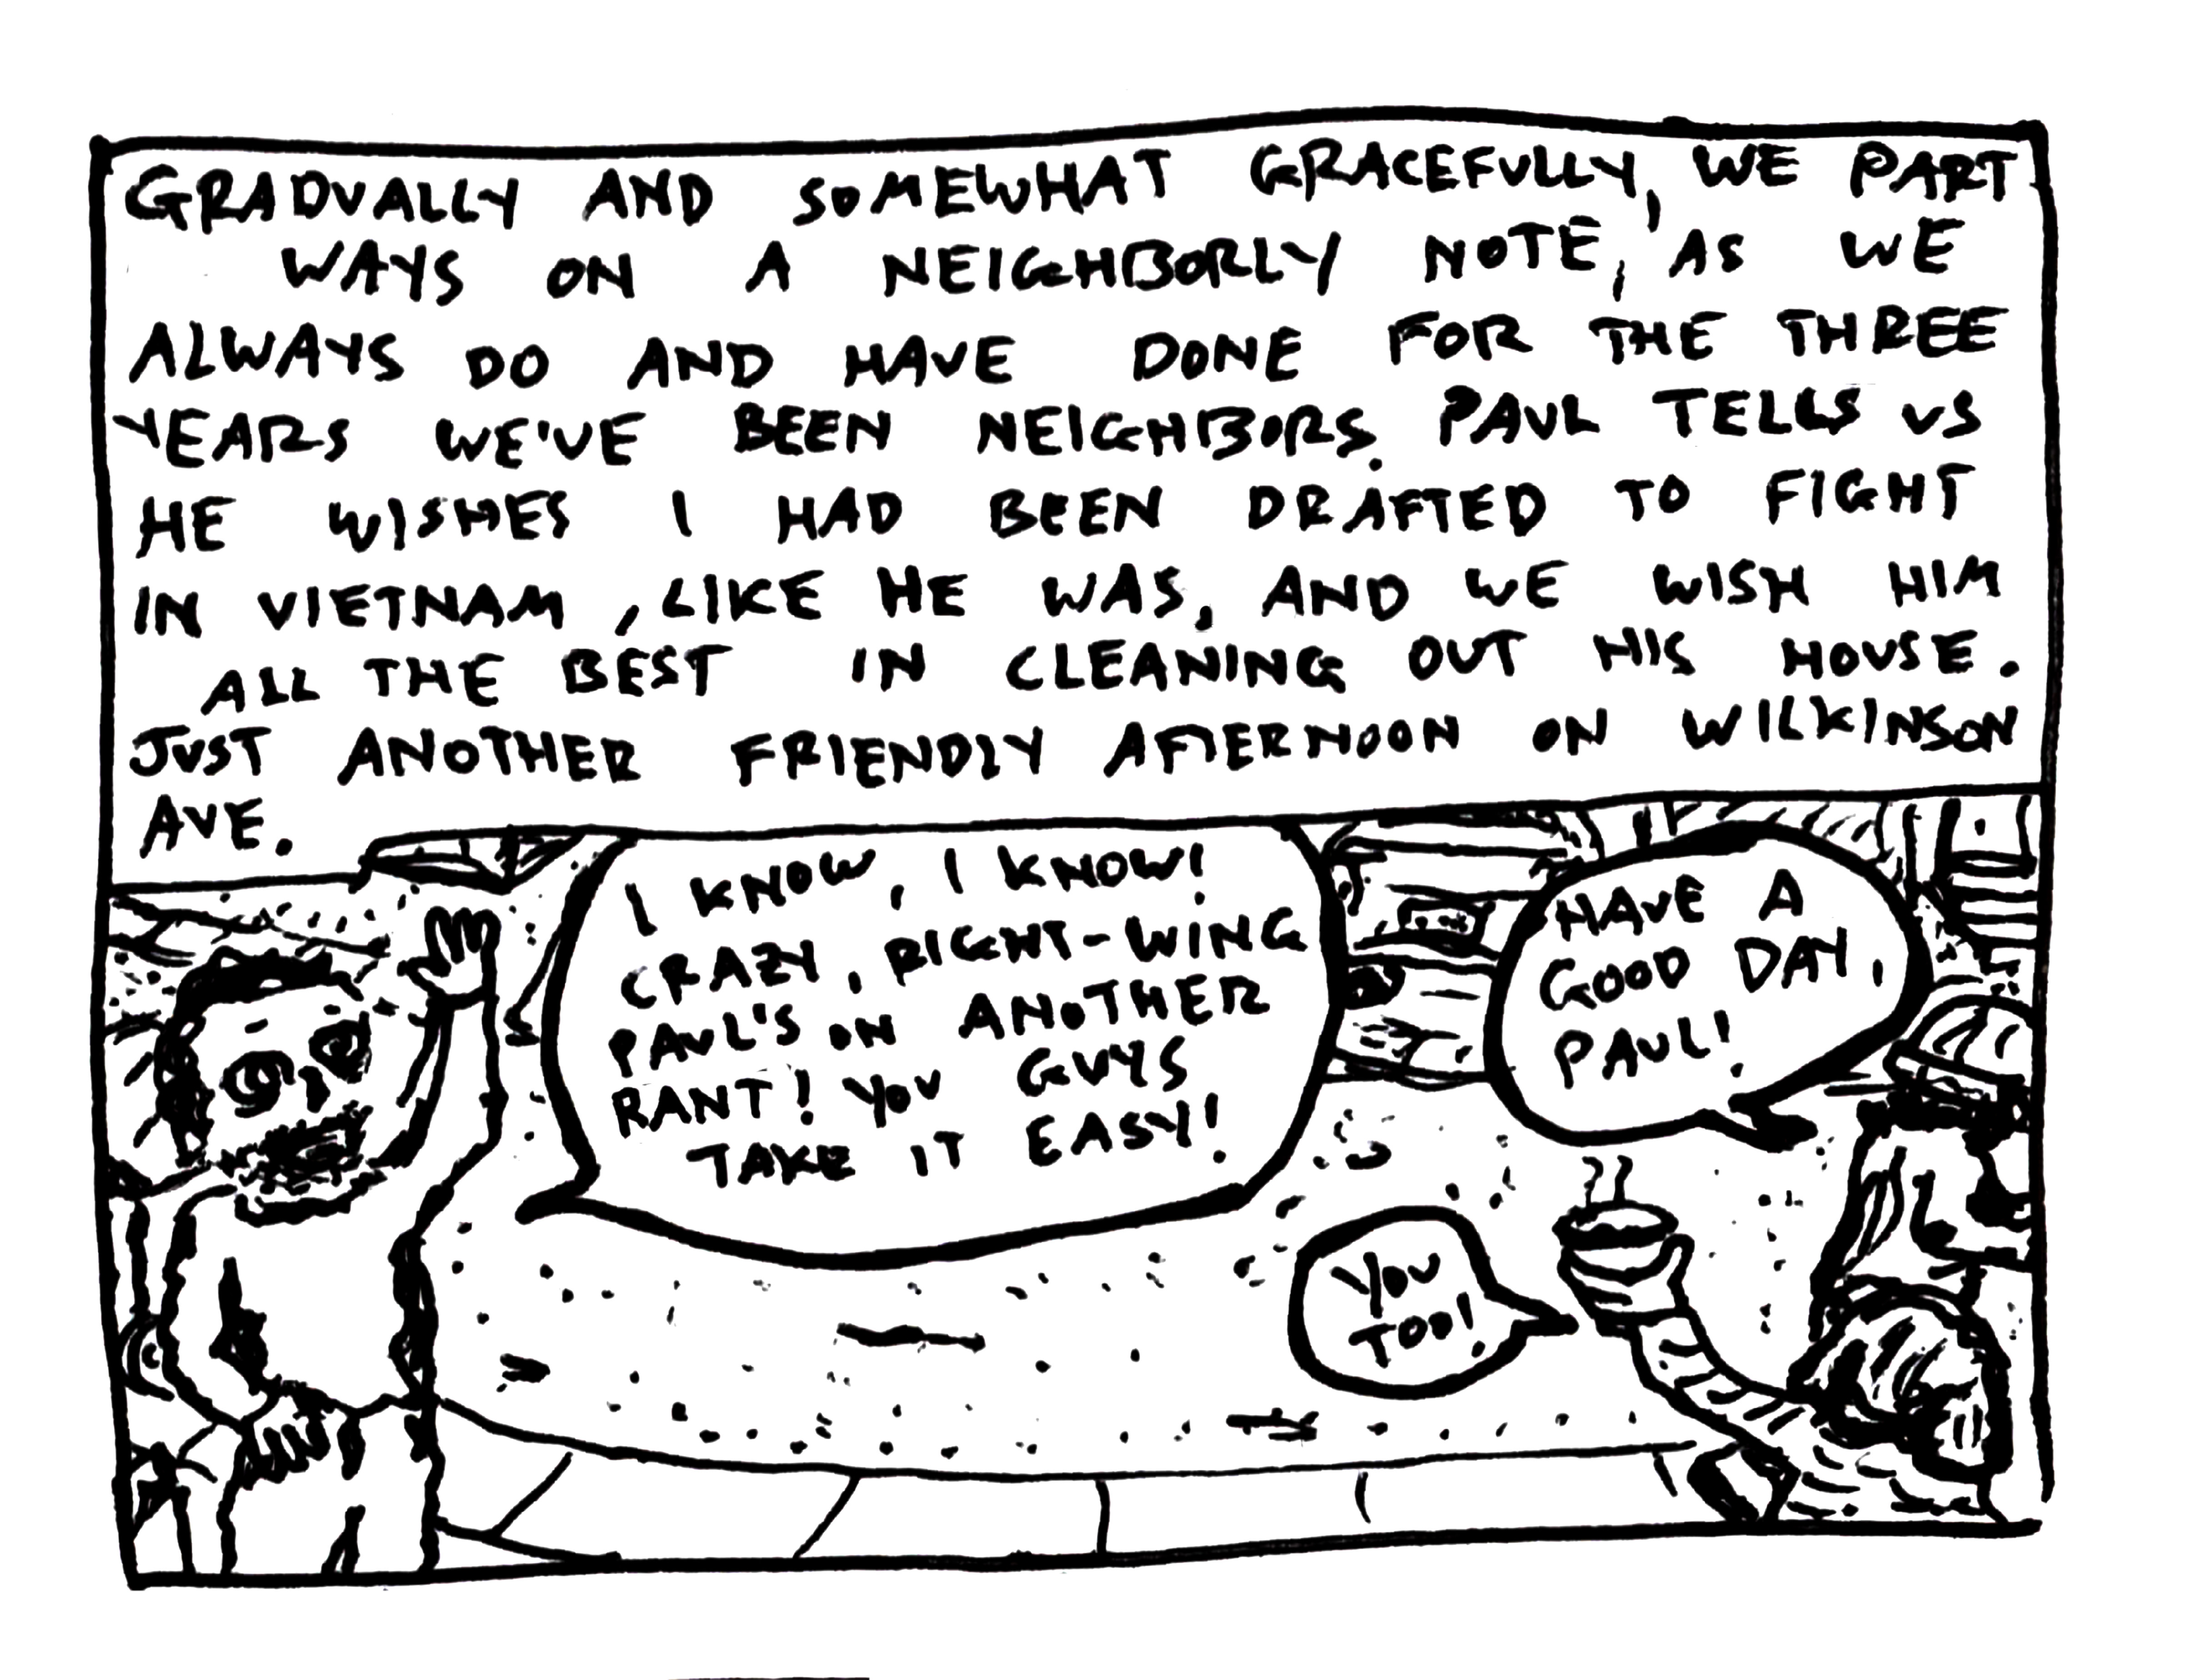 GRADUALLY AND SOMEWHAT GRACEFULLY, WE PART
WAYS ON A NEIGHBORLY NOTE, AS WE
ALWAYS DO AND HAVE DONE FOR THE THREE
YEARS WE'VE BEEN NEIGHBORS. PAUL TELLS US
HE WISHES I HAD BEEN DRAFTED TO FIGHT
IN VIETNAM, LIKE HE WAS, AND WE WISH HIM
ALL THE BEST IN CLEANING OUT HIS HOUSE.
JUST ANOTHER FRIENDLY AFTERNOON ON WILKINSON
AVE.
I KNOW, I KNOW!
CRAZY, RIGHT-WING
PAUL'S ON ANOTHER
RANT! YOU GUYS
TAKE IT EASY!
HAVE A
GOOD DAY,
PAUL!
YOU
TOO!